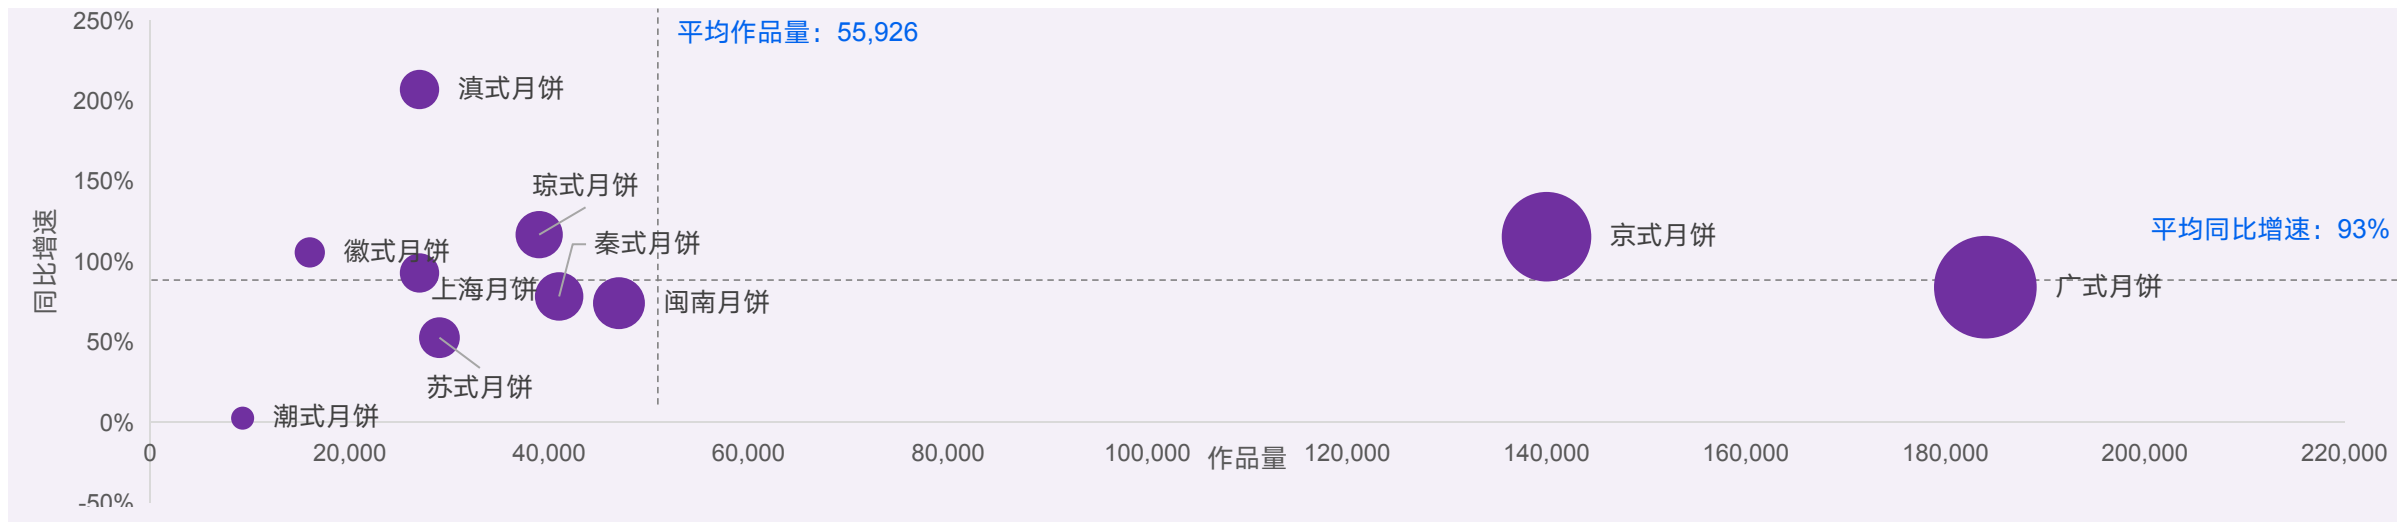 250%
平均作品量：55,926
滇式月饼
200%
150%
琼式月饼
同比增速
徽式月饼
秦式月饼
京式月饼
平均同比增速：93%
100%
上海月饼
闽南月饼
广式月饼
50%
苏式月饼
潮式月饼
0%
0
20,000
40,000
60,000
80,000
100,000
作品量
120,000
140,000
160,000
180,000
200,000
220,000
-50%